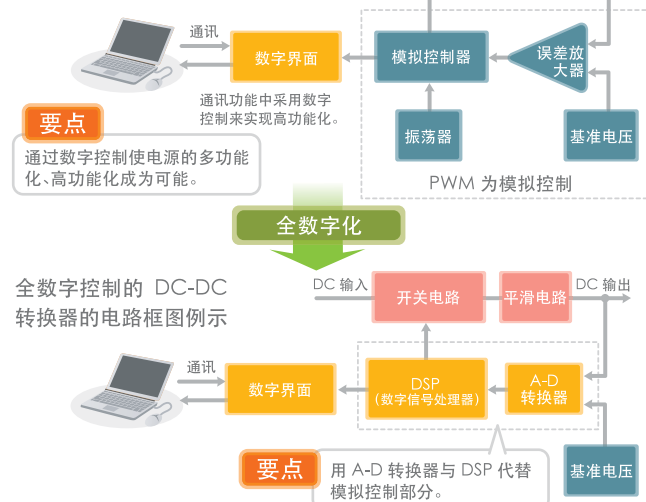 通讯
数字界面
模拟控制器
误差放
大器
通讯功能中采用数字
控制来实现高功能化。
振荡器
基准电压
要点
通过数字控制使电源的多功能
化、高功能化成为可能。
PWM 为模拟控制
全数字化
全数字控制的 DC-DC
转换器的电路框图例示
DC 输入
开关电路
平滑电路
DC 输出
通讯
数字界面
DSP
(数字信号处理器)
A-D
转换器
基准电压
要点
用 A-D 转换器与 DSP 代替
模拟控制部分。